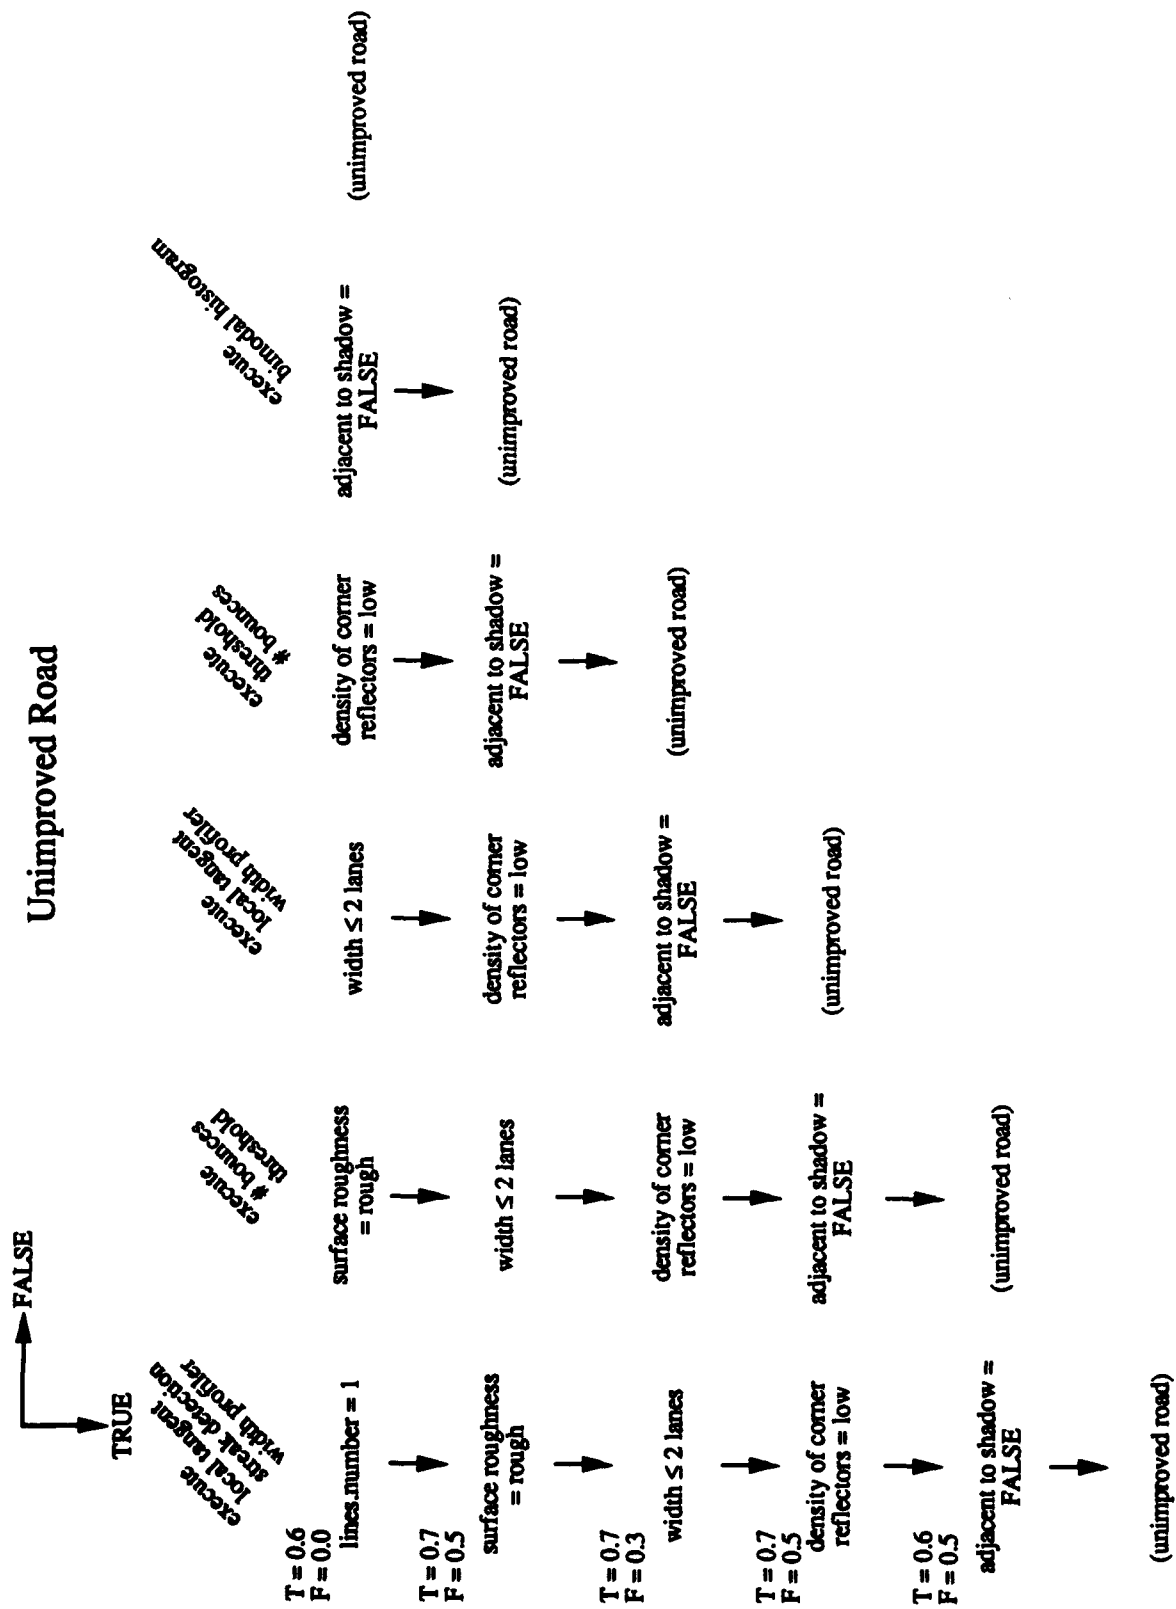 Unimproved Road
FALSE
TRUE
execute
local tangent
streak detection
width profiler
T = 0.6
F = 0.0
lines.number = 1
T = 0.7
F = 0.5
surface roughness
= rough
T = 0.7
F = 0.3
width ≤ 2 lanes
T = 0.7
F = 0.5
density of corner
reflectors = low
T = 0.6
F = 0.5
adjacent to shadow =
FALSE
(unimproved road)
execute
# bounces
threshold
surface roughness
= rough
width ≤ 2 lanes
density of corner
reflectors = low
adjacent to shadow =
FALSE
(unimproved road)
execute
local tangent
width profiler
width ≤ 2 lanes
density of corner
reflectors = low
adjacent to shadow =
FALSE
(unimproved road)
execute
threshold
# bounces
density of corner
reflectors = low
adjacent to shadow =
FALSE
(unimproved road)
execute
bimodal histogram
adjacent to shadow =
FALSE
(unimproved road)
(unimproved road)